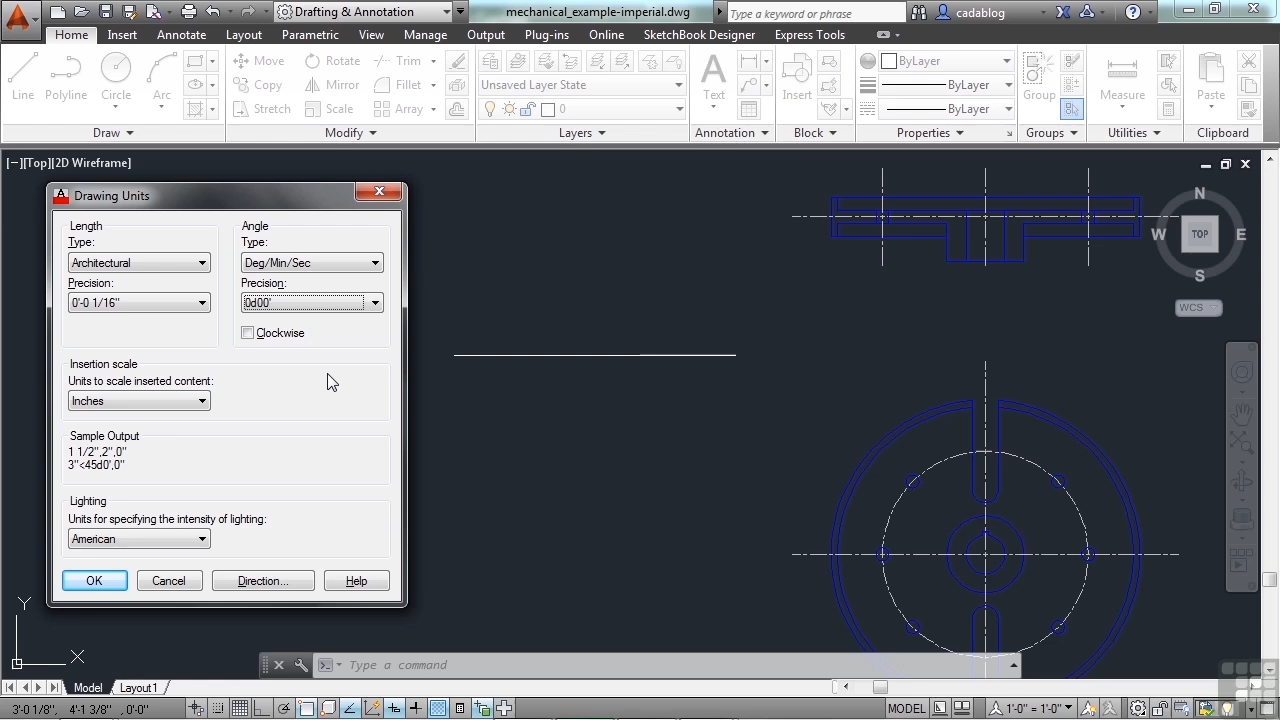 Drafting & Annotation
mechanical_example-imperial.dwg
Type a keyword or phrase
cadablog
Home Insert Annotate Layout Parametric View Manage Output Plug-ins Online SketchBook Designer Express Tools
Line Polyline Circle Arc
Draw
Move Rotate Trim
Copy Mirror Fillet
Stretch Scale Array
Modify
Unsaved Layer State
0
Layers
Text
Annotation
Insert
Block
ByLayer
ByLayer
ByLayer
Properties
Group
Groups
Measure
Utilities
Paste
Clipboard
[−][Top][2D Wireframe]
Drawing Units
Length
Type:
Architectural
Precision:
0'-0 1/16"
Angle
Type:
Deg/Min/Sec
Precision:
0d00'
Clockwise
Insertion scale
Units to scale inserted content:
Inches
Sample Output
1 1/2",2",0"
3"<45d0',0"
Lighting
Units for specifying the intensity of lighting:
American
OK Cancel Direction... Help
N
W TOP E
S
WCS
Y
X
Type a command
Model Layout1
3'-0 1/8", 4'-1 3/8" , 0'-0"
MODEL
1'-0" = 1'-0"